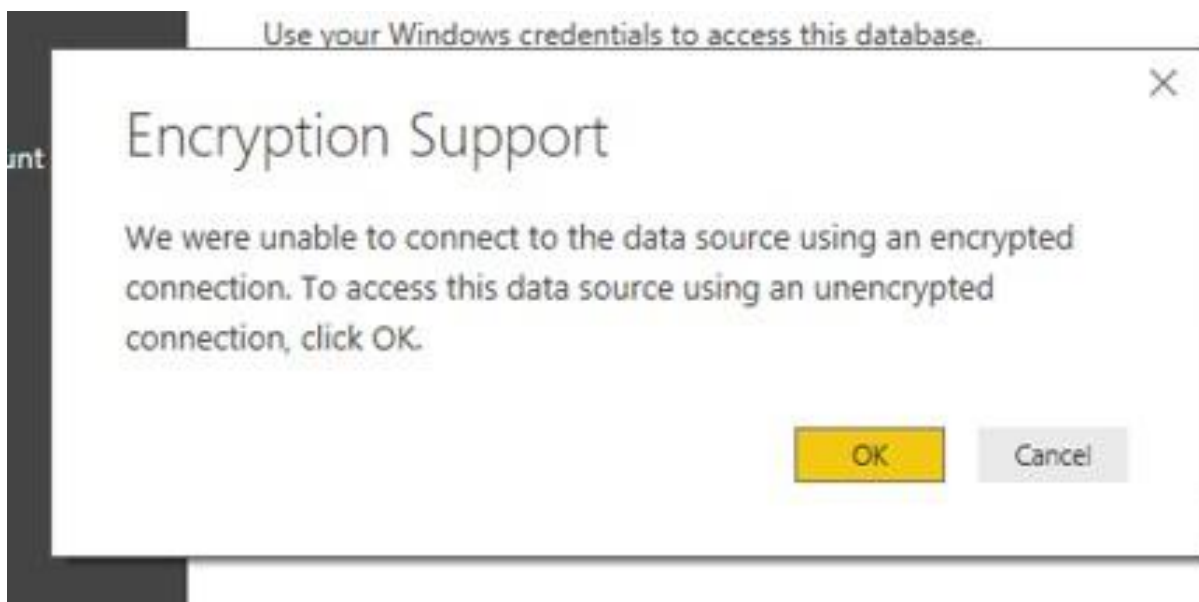 Use your Windows credentials to access this database.
Encryption Support
unt
We were unable to connect to the data source using an encrypted
connection. To access this data source using an unencrypted
connection, click OK.
OK
Cancel